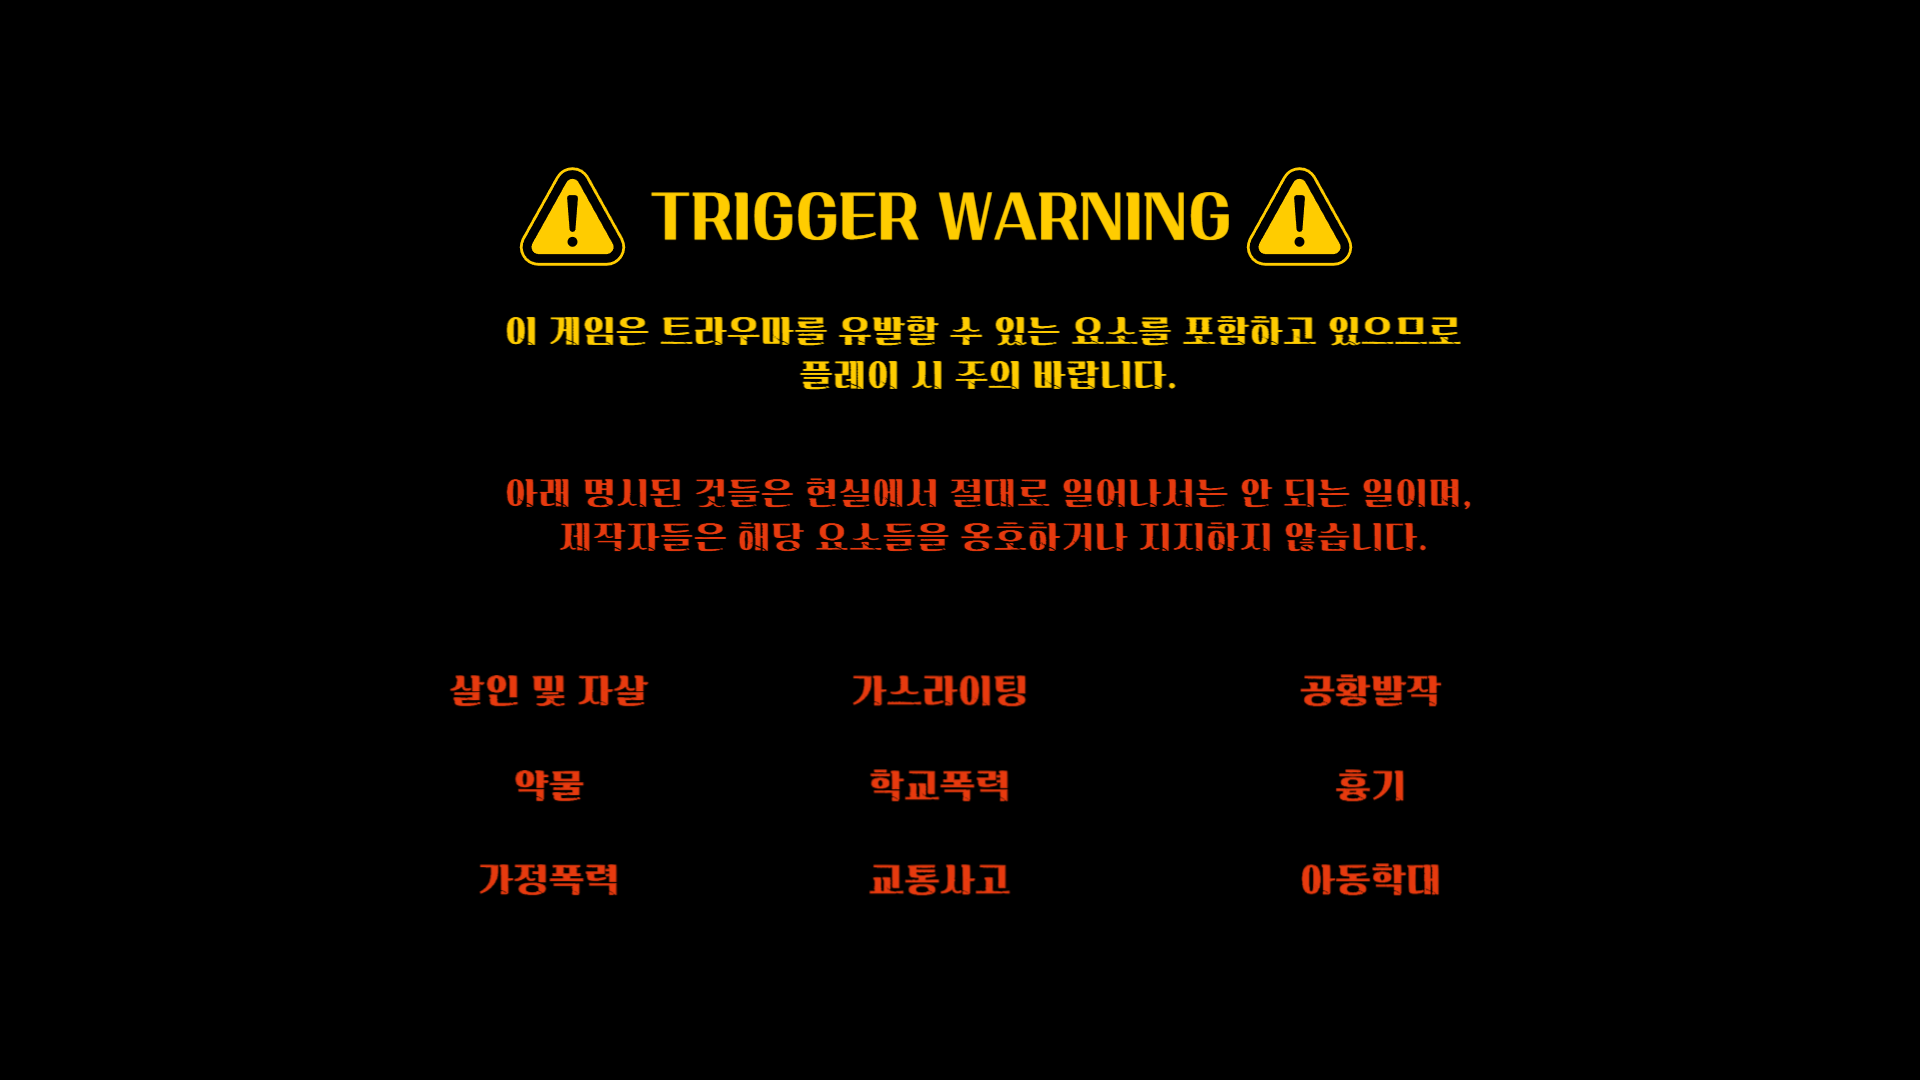 TRIGGER WARNING
이 게임은 트라우마를 유발할 수 있는 요소를 포함하고 있으므로
플레이 시 주의 바랍니다.
아래 명시된 것들은 현실에서 절대로 일어나서는 안 되는 일이며,
제작자들은 해당 요소들을 옹호하거나 지지하지 않습니다.
살인 및 자살 가스라이팅 공황발작
약물 학교폭력 흉기
가정폭력 교통사고 아동학대